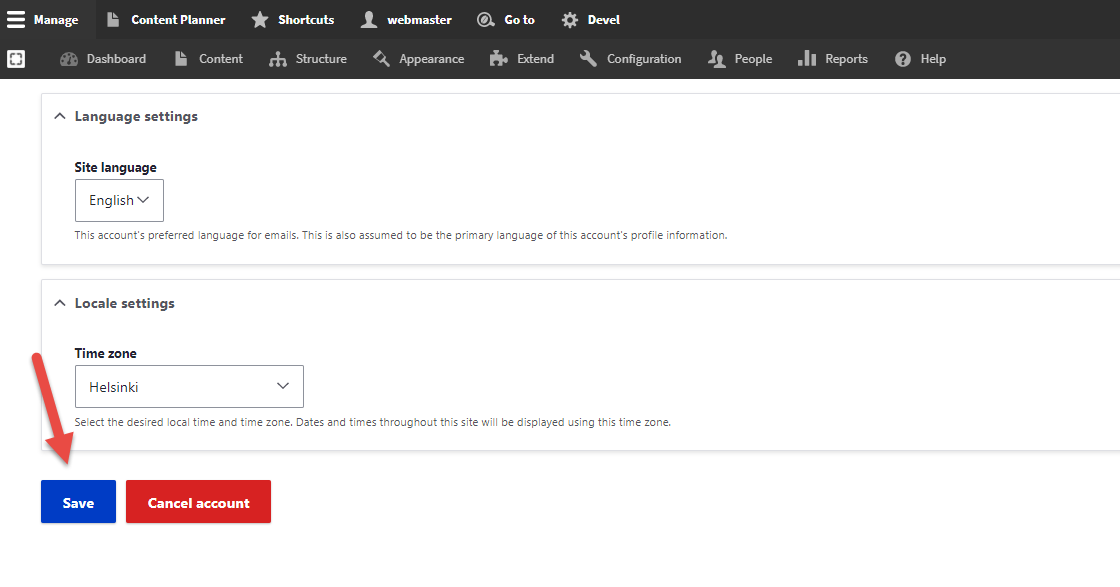 Manage Content Planner Shortcuts webmaster Go to Devel
Dashboard Content Structure Appearance Extend Configuration People Reports Help
Language settings
Site language
English
This account's preferred language for emails. This is also assumed to be the primary language of this account's profile information.
Locale settings
Time zone
Helsinki
Select the desired local time and time zone. Dates and times throughout this site will be displayed using this time zone.
Save Cancel account